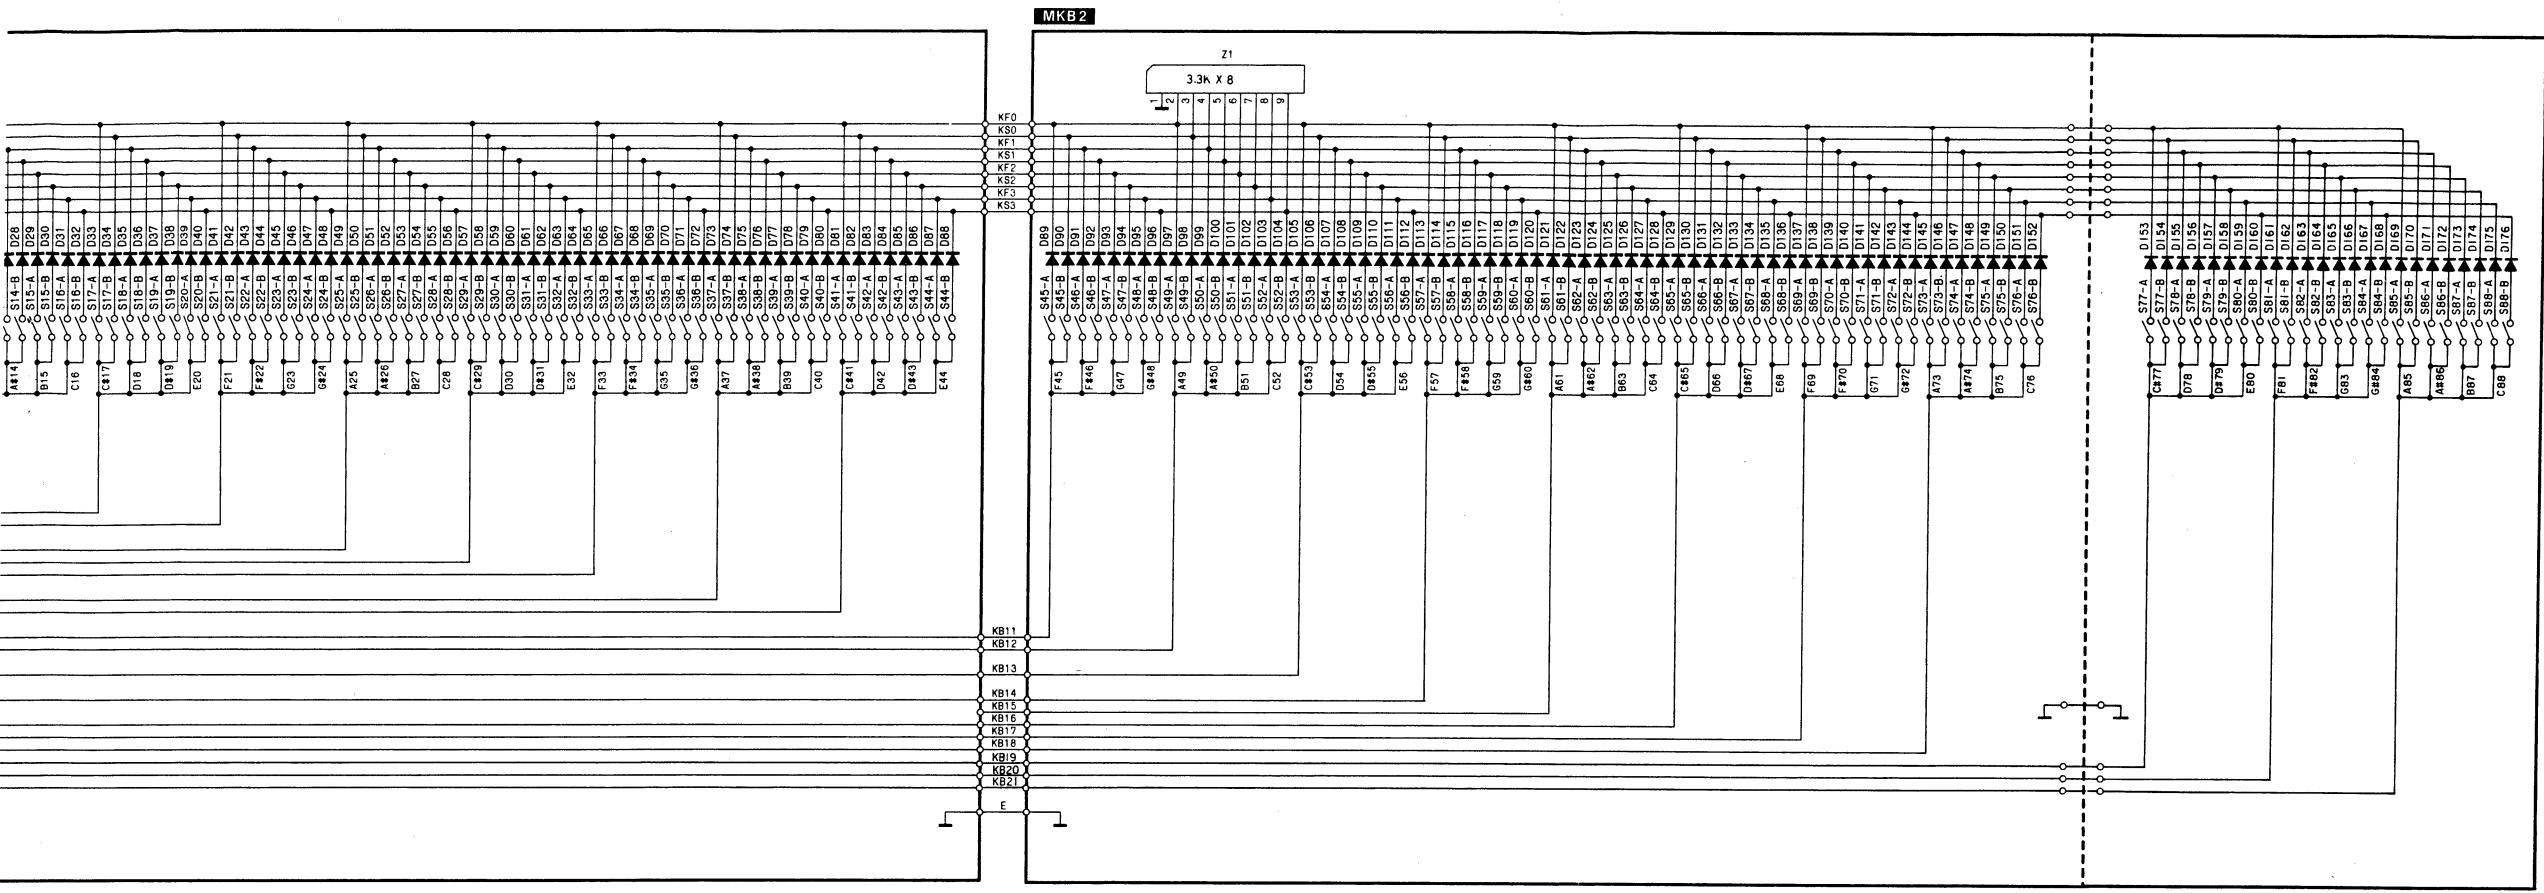 MKB2
Z1
3.3K X 8
1 2 3 4 5 6 7 8 9
KF0
KS0
KF1
KS1
KF2
KS2
KF3
KS3
D28 D29 D30 D31 D32 D33 D34 D35 D36 D37 D38 D39 D40 D41 D42 D43 D44 D45 D46 D47 D48 D49 D50 D51 D52 D53 D54 D55 D56 D57 D58 D59 D60 D61 D62 D63 D64 D65 D66 D67 D68 D69 D70 D71 D72 D73 D74 D75 D76 D77 D78 D79 D80 D81 D82 D83 D84 D85 D86 D87 D88
D89 D90 D91 D92 D93 D94 D95 D96 D97 D98 D99 D100 D101 D102 D103 D104 D105 D106 D107 D108 D109 D110 D111 D112 D113 D114 D115 D116 D117 D118 D119 D120 D121 D122 D123 D124 D125 D126 D127 D128 D129 D130 D131 D132 D133 D134 D135 D136 D137 D138 D139 D140 D141 D142 D143 D144 D145 D146 D147 D148 D149 D150 D151 D152
D153 D154 D155 D156 D157 D158 D159 D160 D161 D162 D163 D164 D165 D166 D167 D168 D169 D170 D171 D172 D173 D174 D175 D176
S14-B S15-A S15-B S16-A S16-B S17-A S17-B S18-A S18-B S19-A S19-B S20-A S20-B S21-A S21-B S22-A S22-B S23-A S23-B S24-A S24-B S25-A S25-B S26-A S26-B S27-A S27-B S28-A S28-B S29-A S29-B S30-A S30-B S31-A S31-B S32-A S32-B S33-A S33-B S34-A S34-B S35-A S35-B S36-A S36-B S37-A S37-B S38-A S38-B S39-A S39-B S40-A S40-B S41-A S41-B S42-A S42-B S43-A S43-B S44-A S44-B
S45-A S45-B S46-A S46-B S47-A S47-B S48-A S48-B S49-A S49-B S50-A S50-B S51-A S51-B S52-A S52-B S53-A S53-B 854-A S54-B S55-A S55-B S56-A S56-B S57-A S57-B S58-A S58-B S59-A S59-B S60-A S60-B S61-A S61-B S62-A S62-B S63-A S63-B S64-A S64-B S65-A S65-B S66-A S66-B S67-A S67-B S68-A S68-B S69-A S69-B S70-A S70-B S71-A S71-B S72-A S72-B S73-A S73-B S74-A S74-B S75-A S75-B S76-A S76-B
S77-A S77-B S78-A S78-B S79-A S79-B S80-A S80-B S81-A S81-B S82-A S82-B S83-A S83-B S84-A S84-B S85-A S85-B S86-A S86-B S87-A S87-B S88-A S88-B
A#14 B15 C16 C#17 D18 D#19 E20 F21 F#22 G23 G#24 A25 A#26 B27 C28 C#29 D30 D#31 E32 F33 F#34 G35 G#36 A37 A#38 B39 C40 C#41 D42 D#43 E44
F45 F#46 G47 G#48 A49 A#50 B51 C52 C#53 D54 D#55 E56 F57 F#58 G59 G#60 A61 A#62 B63 C64 C#65 D66 D#67 E68 F69 F#70 G71 G#72 A73 A#74 B75 C76
C#77 D78 D#79 E80 F81 F#82 G83 G#84 A85 A#86 B87 C88
KB11
KB12
KB13
KB14
KB15
KB16
KB17
KB18
KB19
KB20
KB21
E